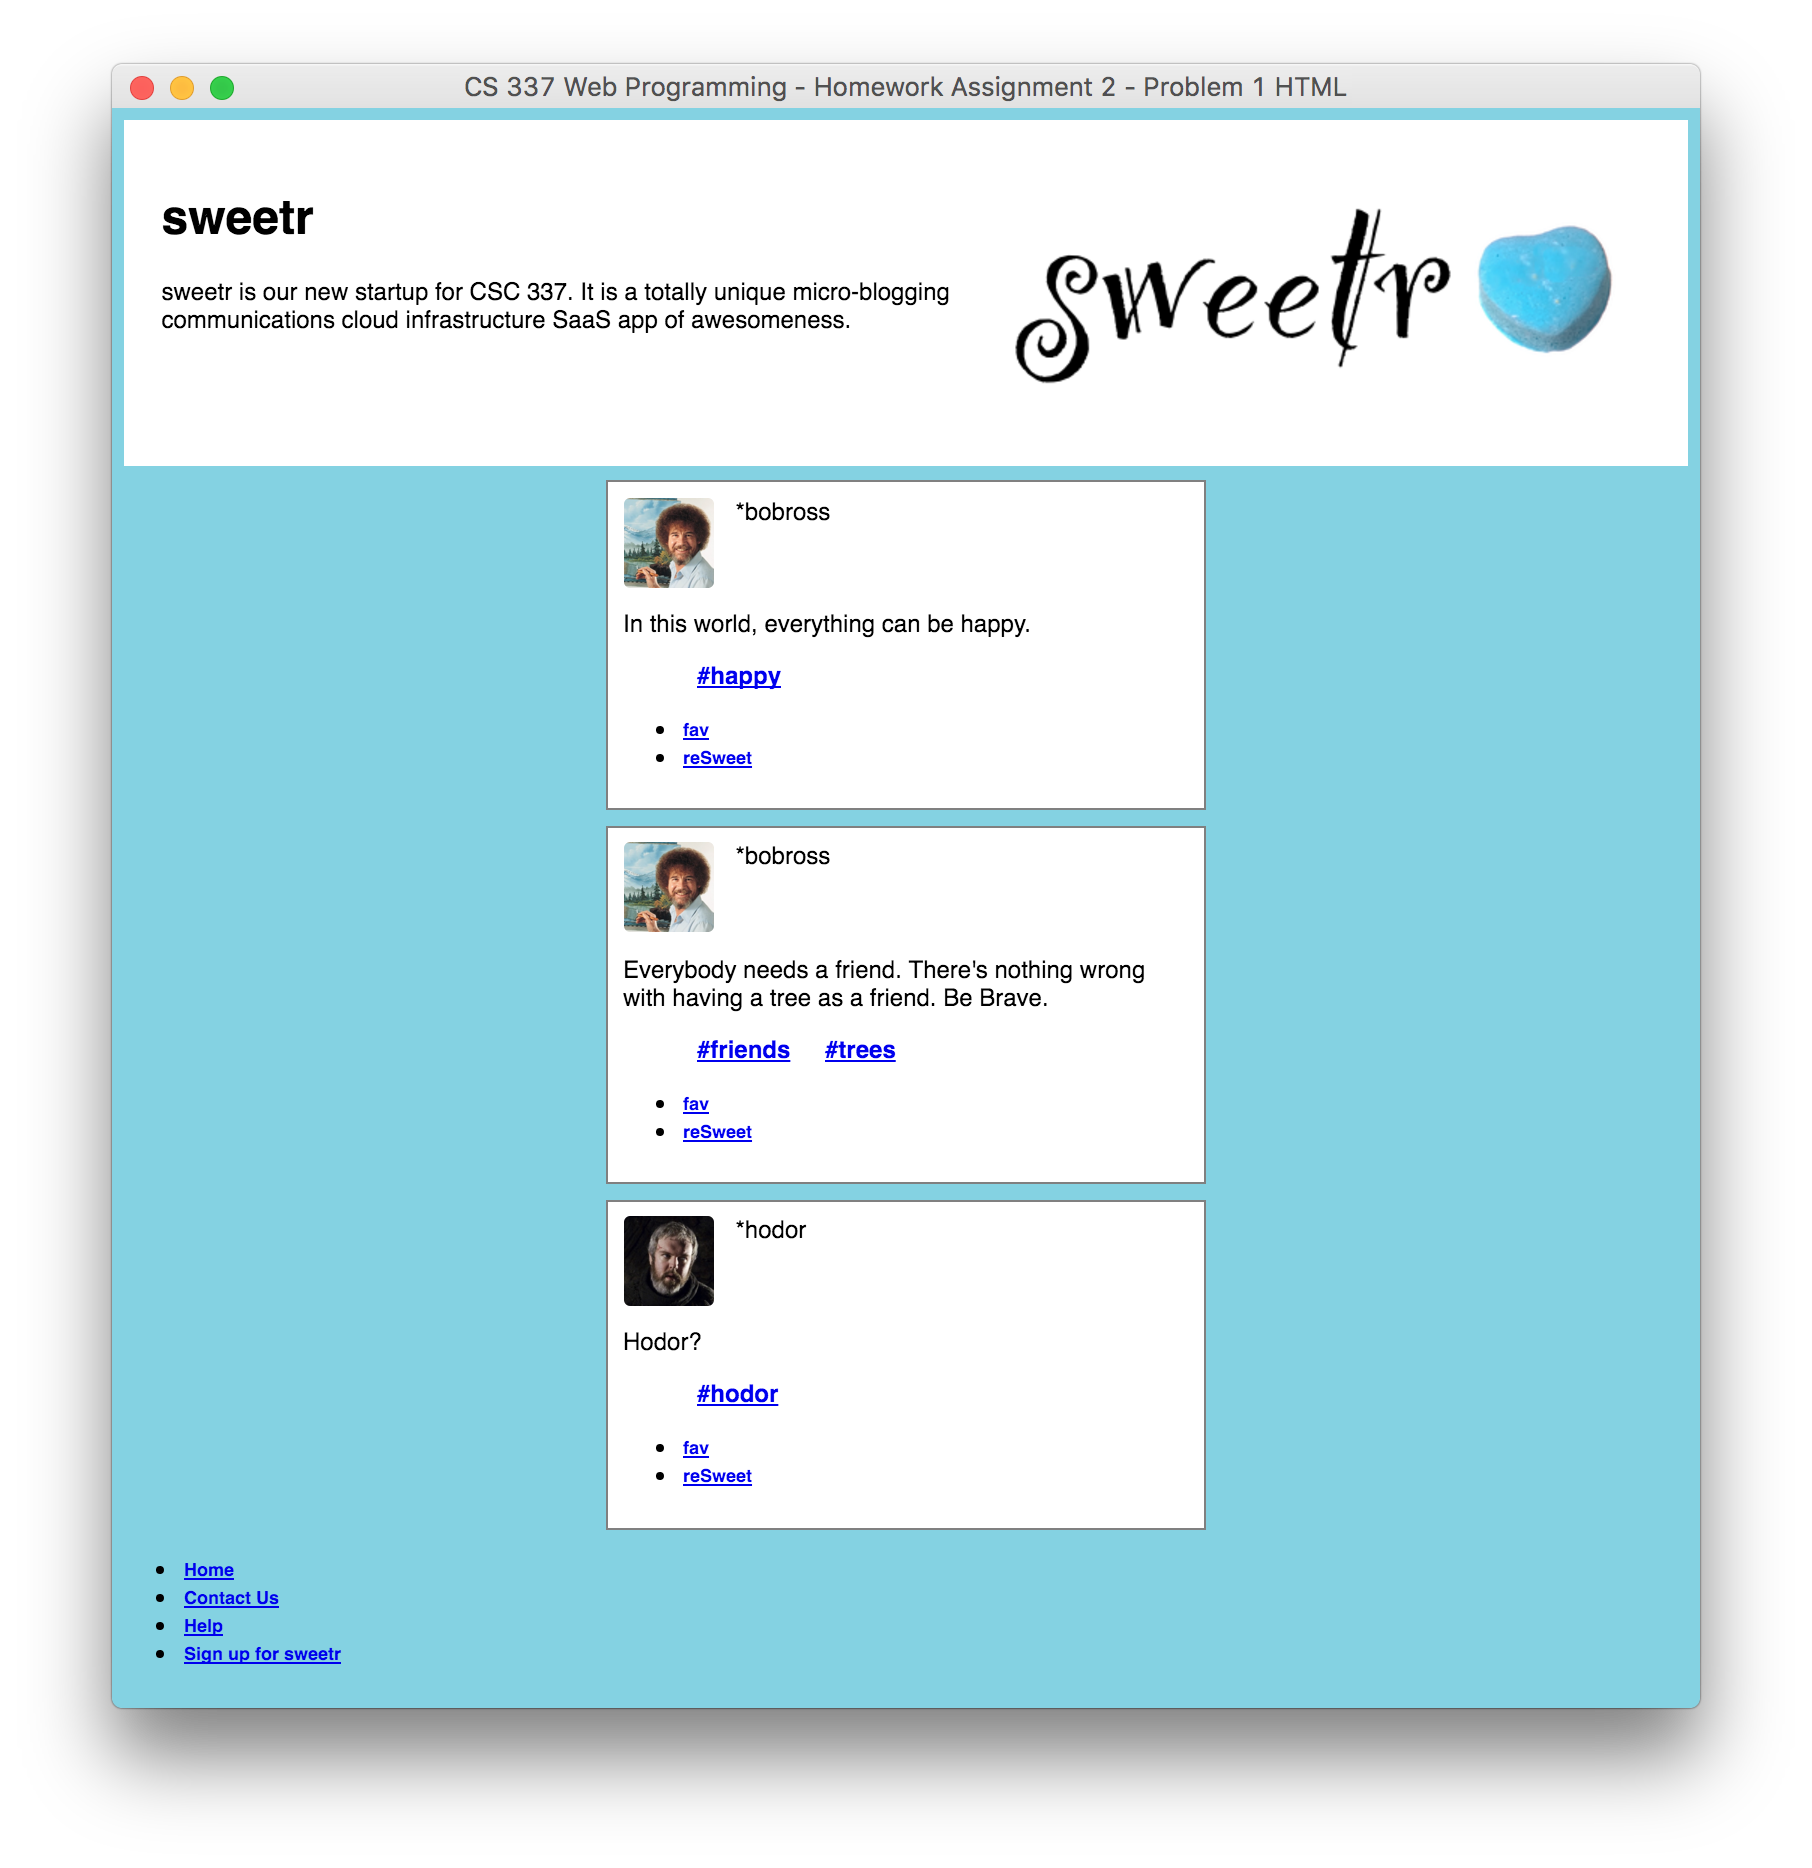 CS 337 Web Programming - Homework Assignment 2 - Problem 1 HTML
sweetr
sweetr is our new startup for CSC 337. It is a totally unique micro-blogging
communications cloud infrastructure SaaS app of awesomeness.
sweetr
*bobross
In this world, everything can be happy.
#happy
fav
reSweet
*bobross
Everybody needs a friend. There's nothing wrong
with having a tree as a friend. Be Brave.
#friends #trees
fav
reSweet
*hodor
Hodor?
#hodor
fav
reSweet
Home
Contact Us
Help
Sign up for sweetr